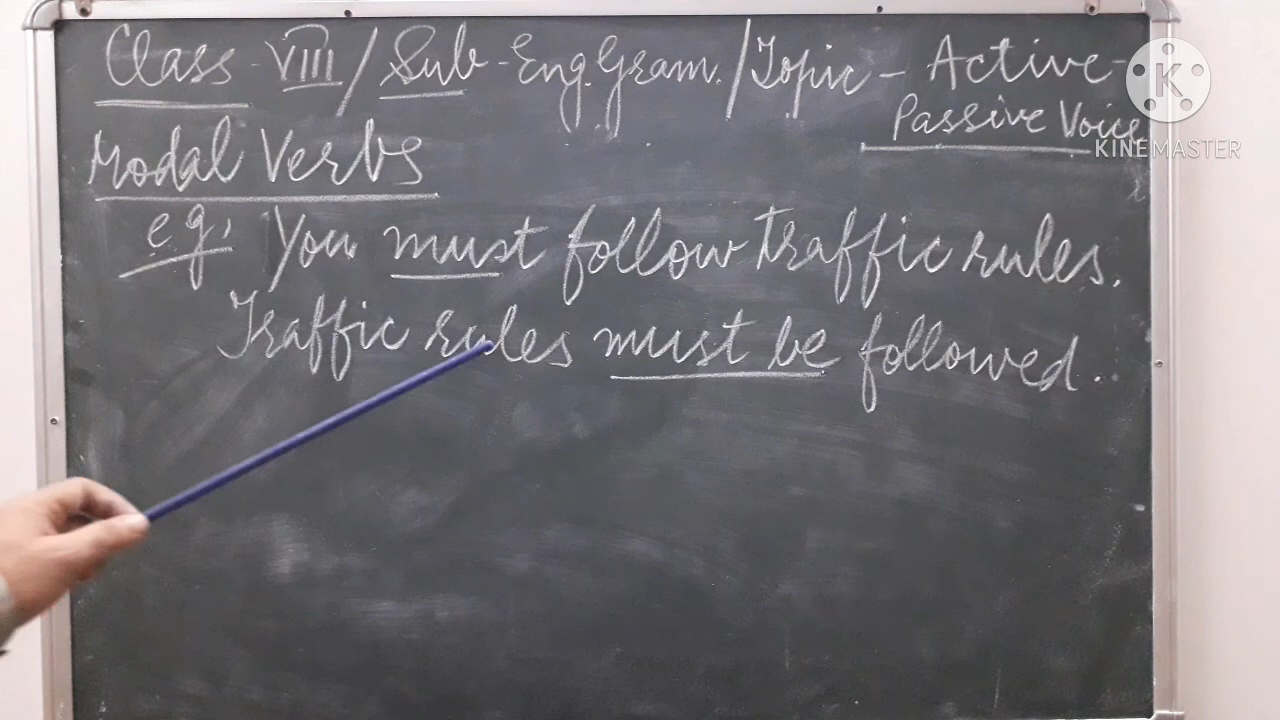 Class - VIII / Sub - Eng. Gram. / Topic - Active-
Passive Voice
Modal Verbs
e.g. You must follow traffic rules.
Traffic rules must be followed.
K
KINEMASTER